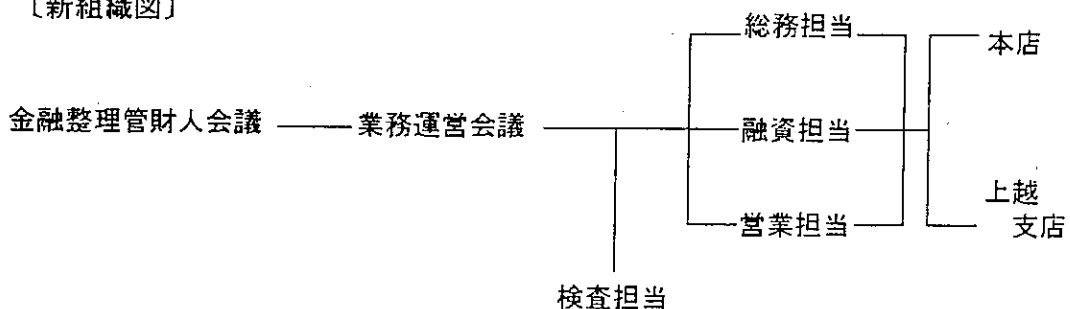 〔新組織図〕
総務担当
本店
金融整理管財人会議
業務運営会議
融資担当
上越
支店
営業担当
検査担当